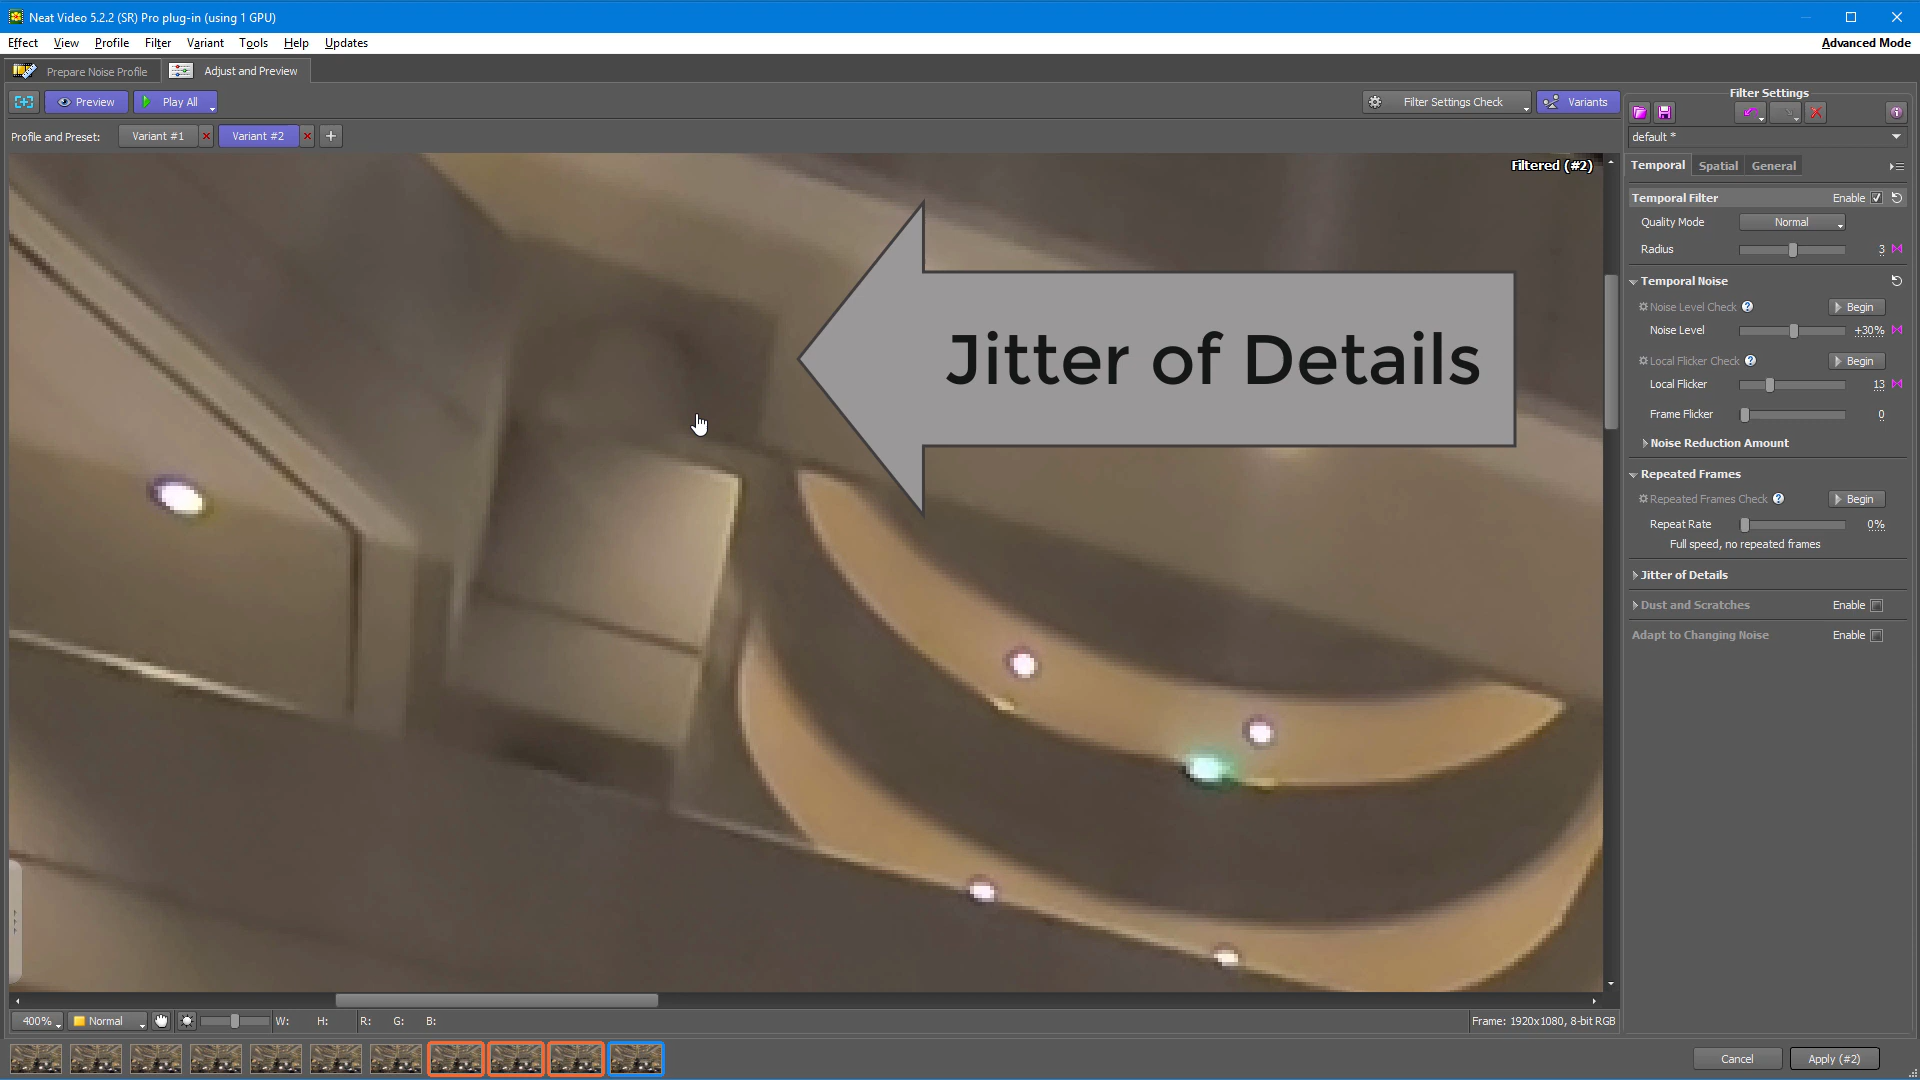 Neat Video 5.2.2 (SR) Pro plug-in (using 1 GPU)
Effect View Profile Filter Variant Tools Help Updates
Advanced Mode
Prepare Noise Profile
Adjust and Preview
Preview
Play All
Filter Settings Check
Variants
Profile and Preset:
Variant #1
Variant #2
Filtered (#2)
Jitter of Details
Filter Settings
default *
Temporal Spatial General
Temporal Filter Enable
Quality Mode Normal
Radius 3
Temporal Noise
Noise Level Check ? Begin
Noise Level +30%
Local Flicker Check ? Begin
Local Flicker 13
Frame Flicker 0
Noise Reduction Amount
Repeated Frames
Repeated Frames Check ? Begin
Repeat Rate 0%
Full speed, no repeated frames
Jitter of Details
Dust and Scratches Enable
Adapt to Changing Noise Enable
400% Normal W: H: R: G: B:
Frame: 1920x1080, 8-bit RGB
Cancel
Apply (#2)